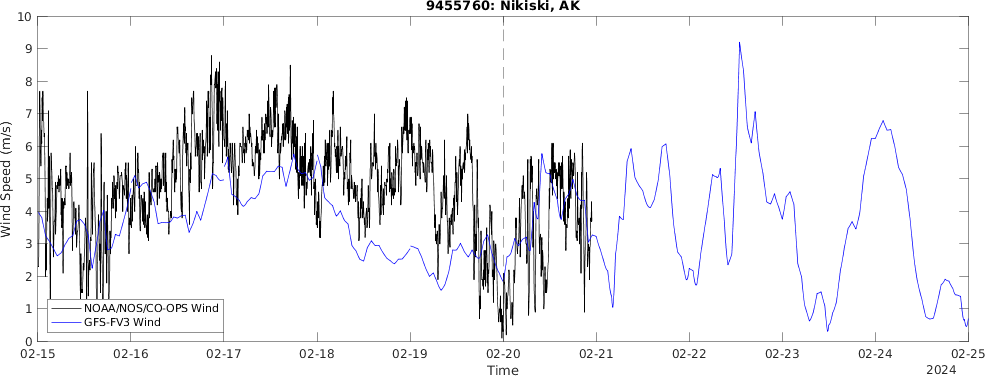 9455760: Nikiski, AK
Wind Speed (m/s)
10
9
8
7
6
5
4
3
2
1
0
NOAA/NOS/CO-OPS Wind
GFS-FV3 Wind
02-15 02-16 02-17 02-18 02-19 02-20 02-21 02-22 02-23 02-24 02-25
Time
2024